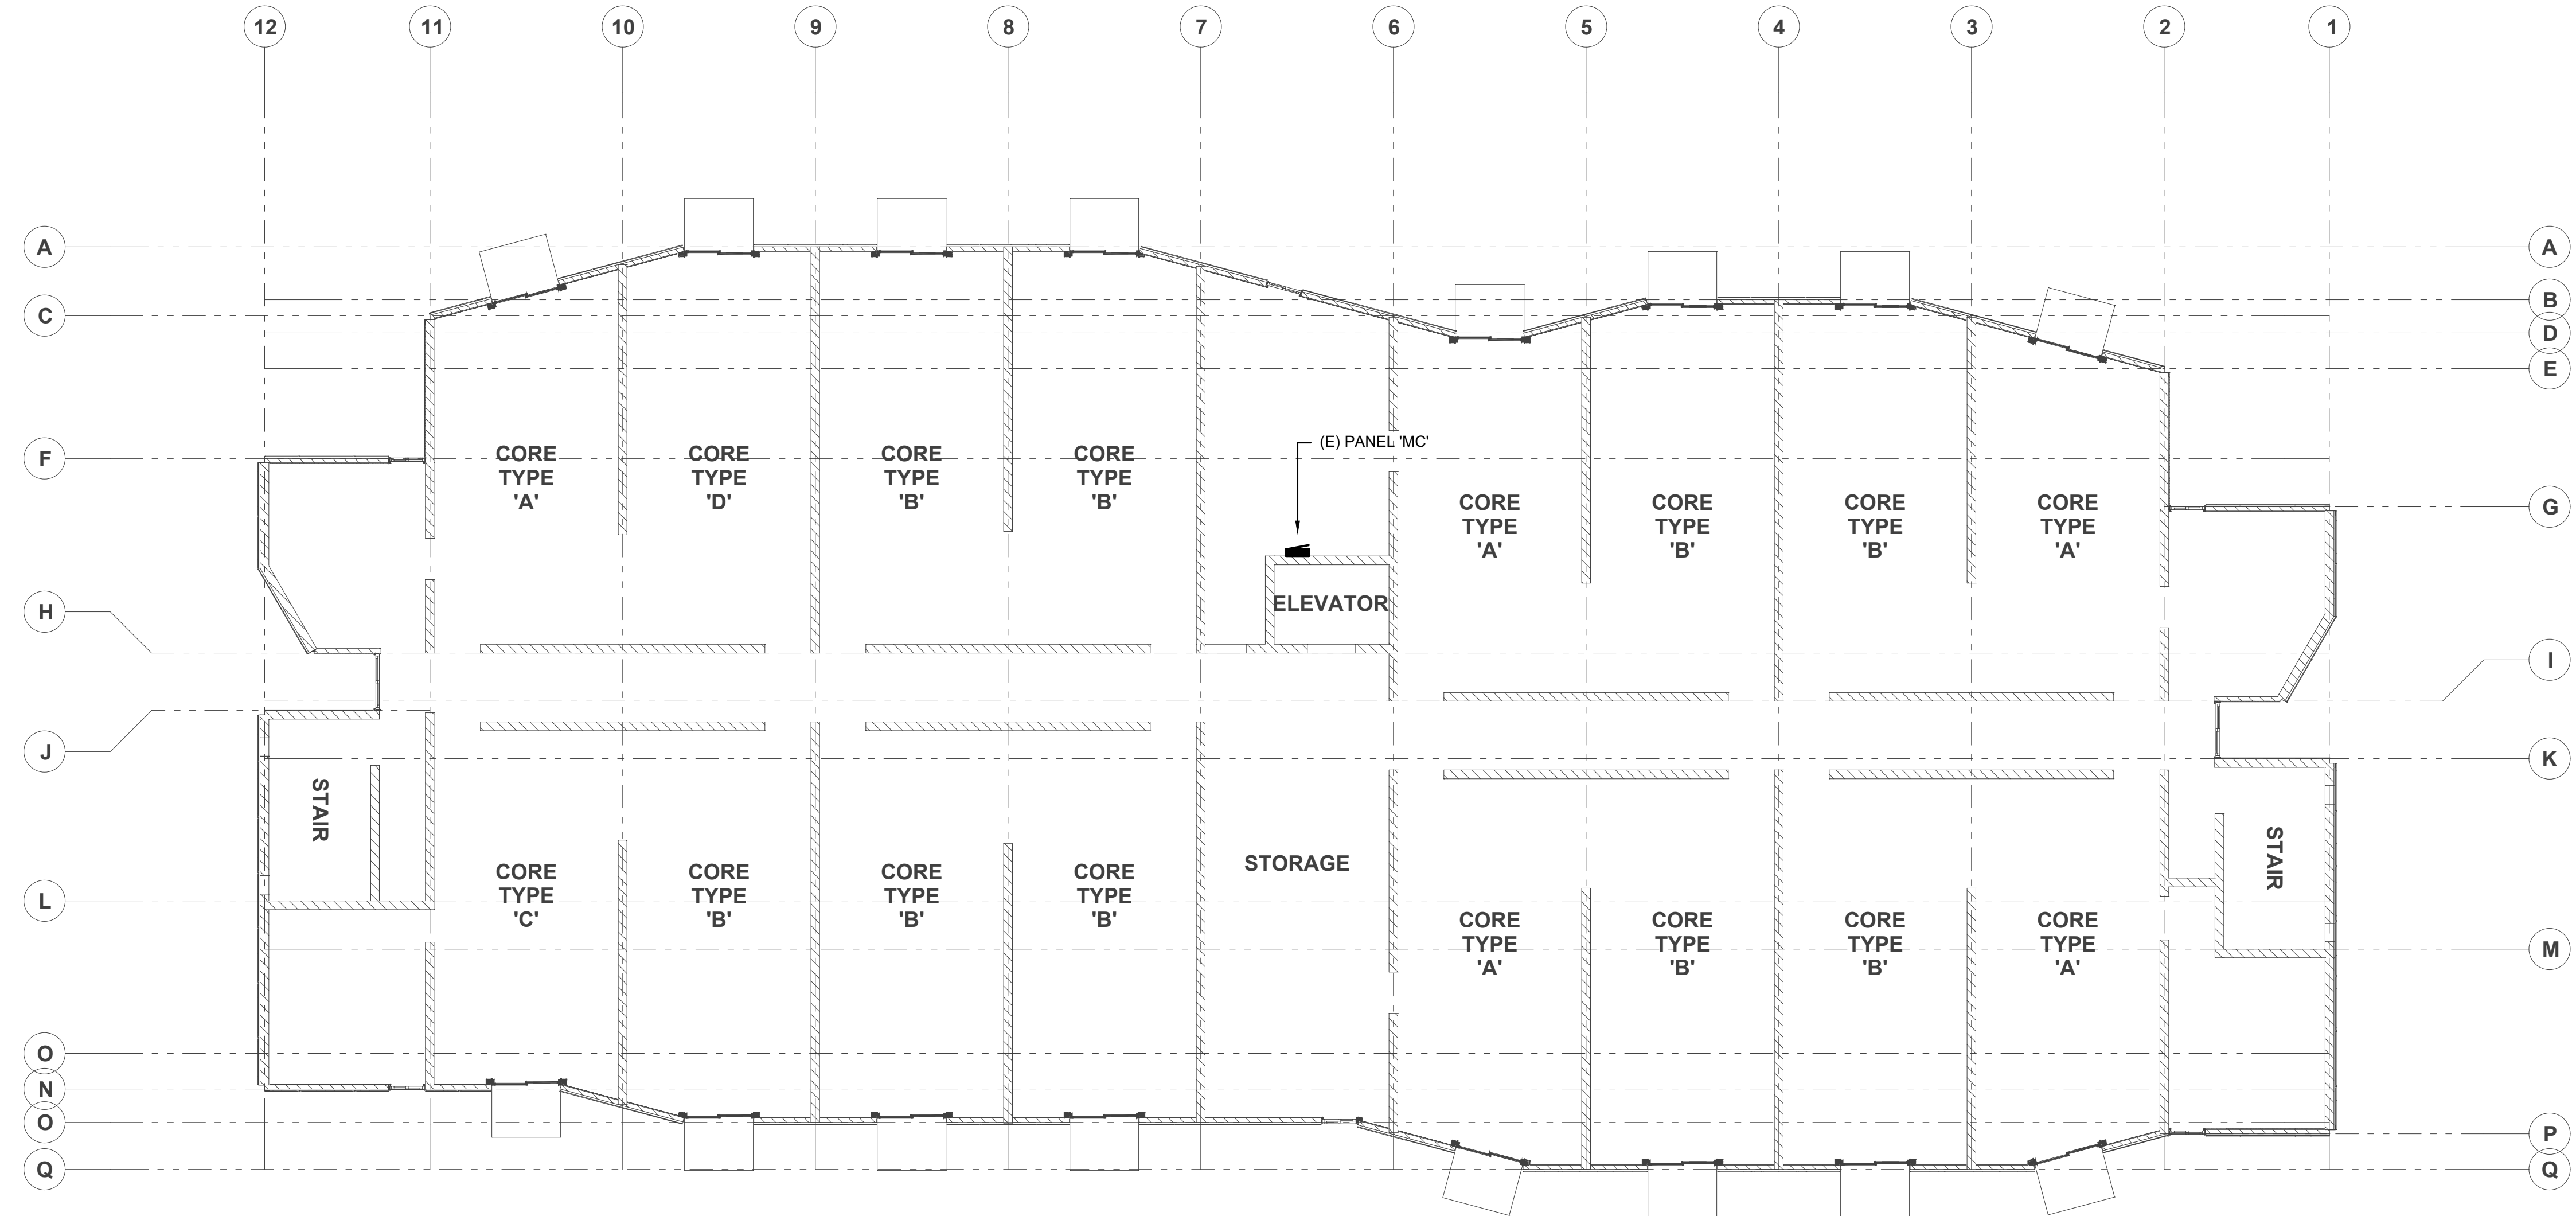 12 11 10 9 8 7 6 5 4 3 2 1
A A
B
C
D
E
(E) PANEL 'MC'
F
CORE
TYPE
'A'
CORE
TYPE
'D'
CORE
TYPE
'B'
CORE
TYPE
'B'
G
CORE
TYPE
'A'
CORE
TYPE
'B'
CORE
TYPE
'B'
CORE
TYPE
'A'
ELEVATOR
H
I
J
K
STAIR
STAIR
STORAGE
L
CORE
TYPE
'C'
CORE
TYPE
'B'
CORE
TYPE
'B'
CORE
TYPE
'B'
CORE
TYPE
'A'
CORE
TYPE
'B'
CORE
TYPE
'B'
CORE
TYPE
'A'
M
O
N
O
P
Q Q